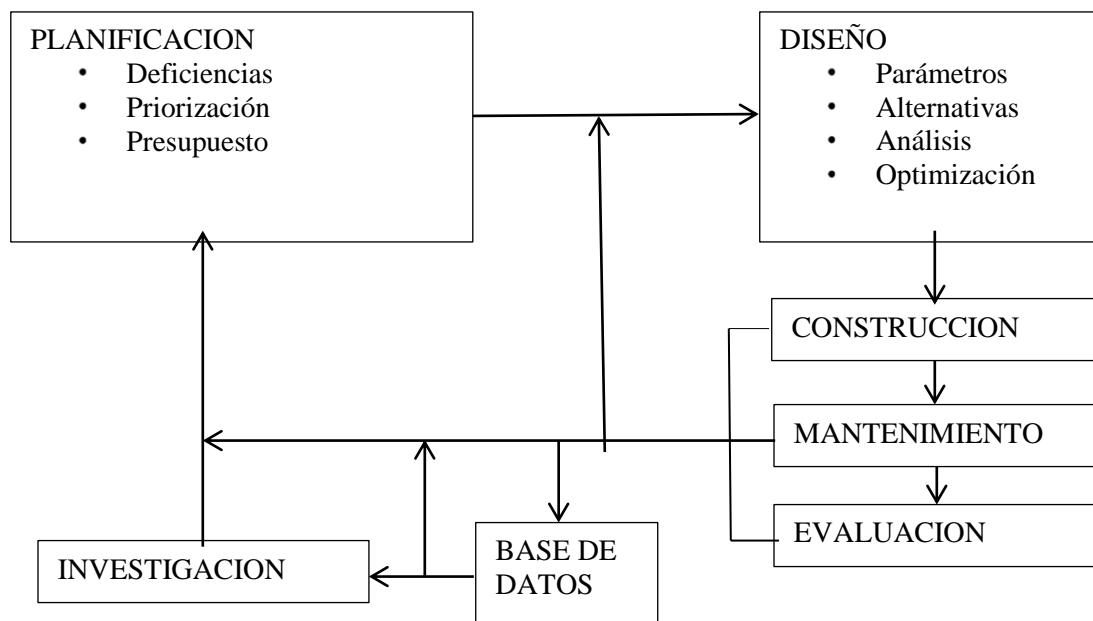 PLANIFICACION
• Deficiencias
• Priorización
• Presupuesto
DISEÑO
• Parámetros
• Alternativas
• Análisis
• Optimización
CONSTRUCCION
MANTENIMIENTO
EVALUACION
BASE DE
DATOS
INVESTIGACION